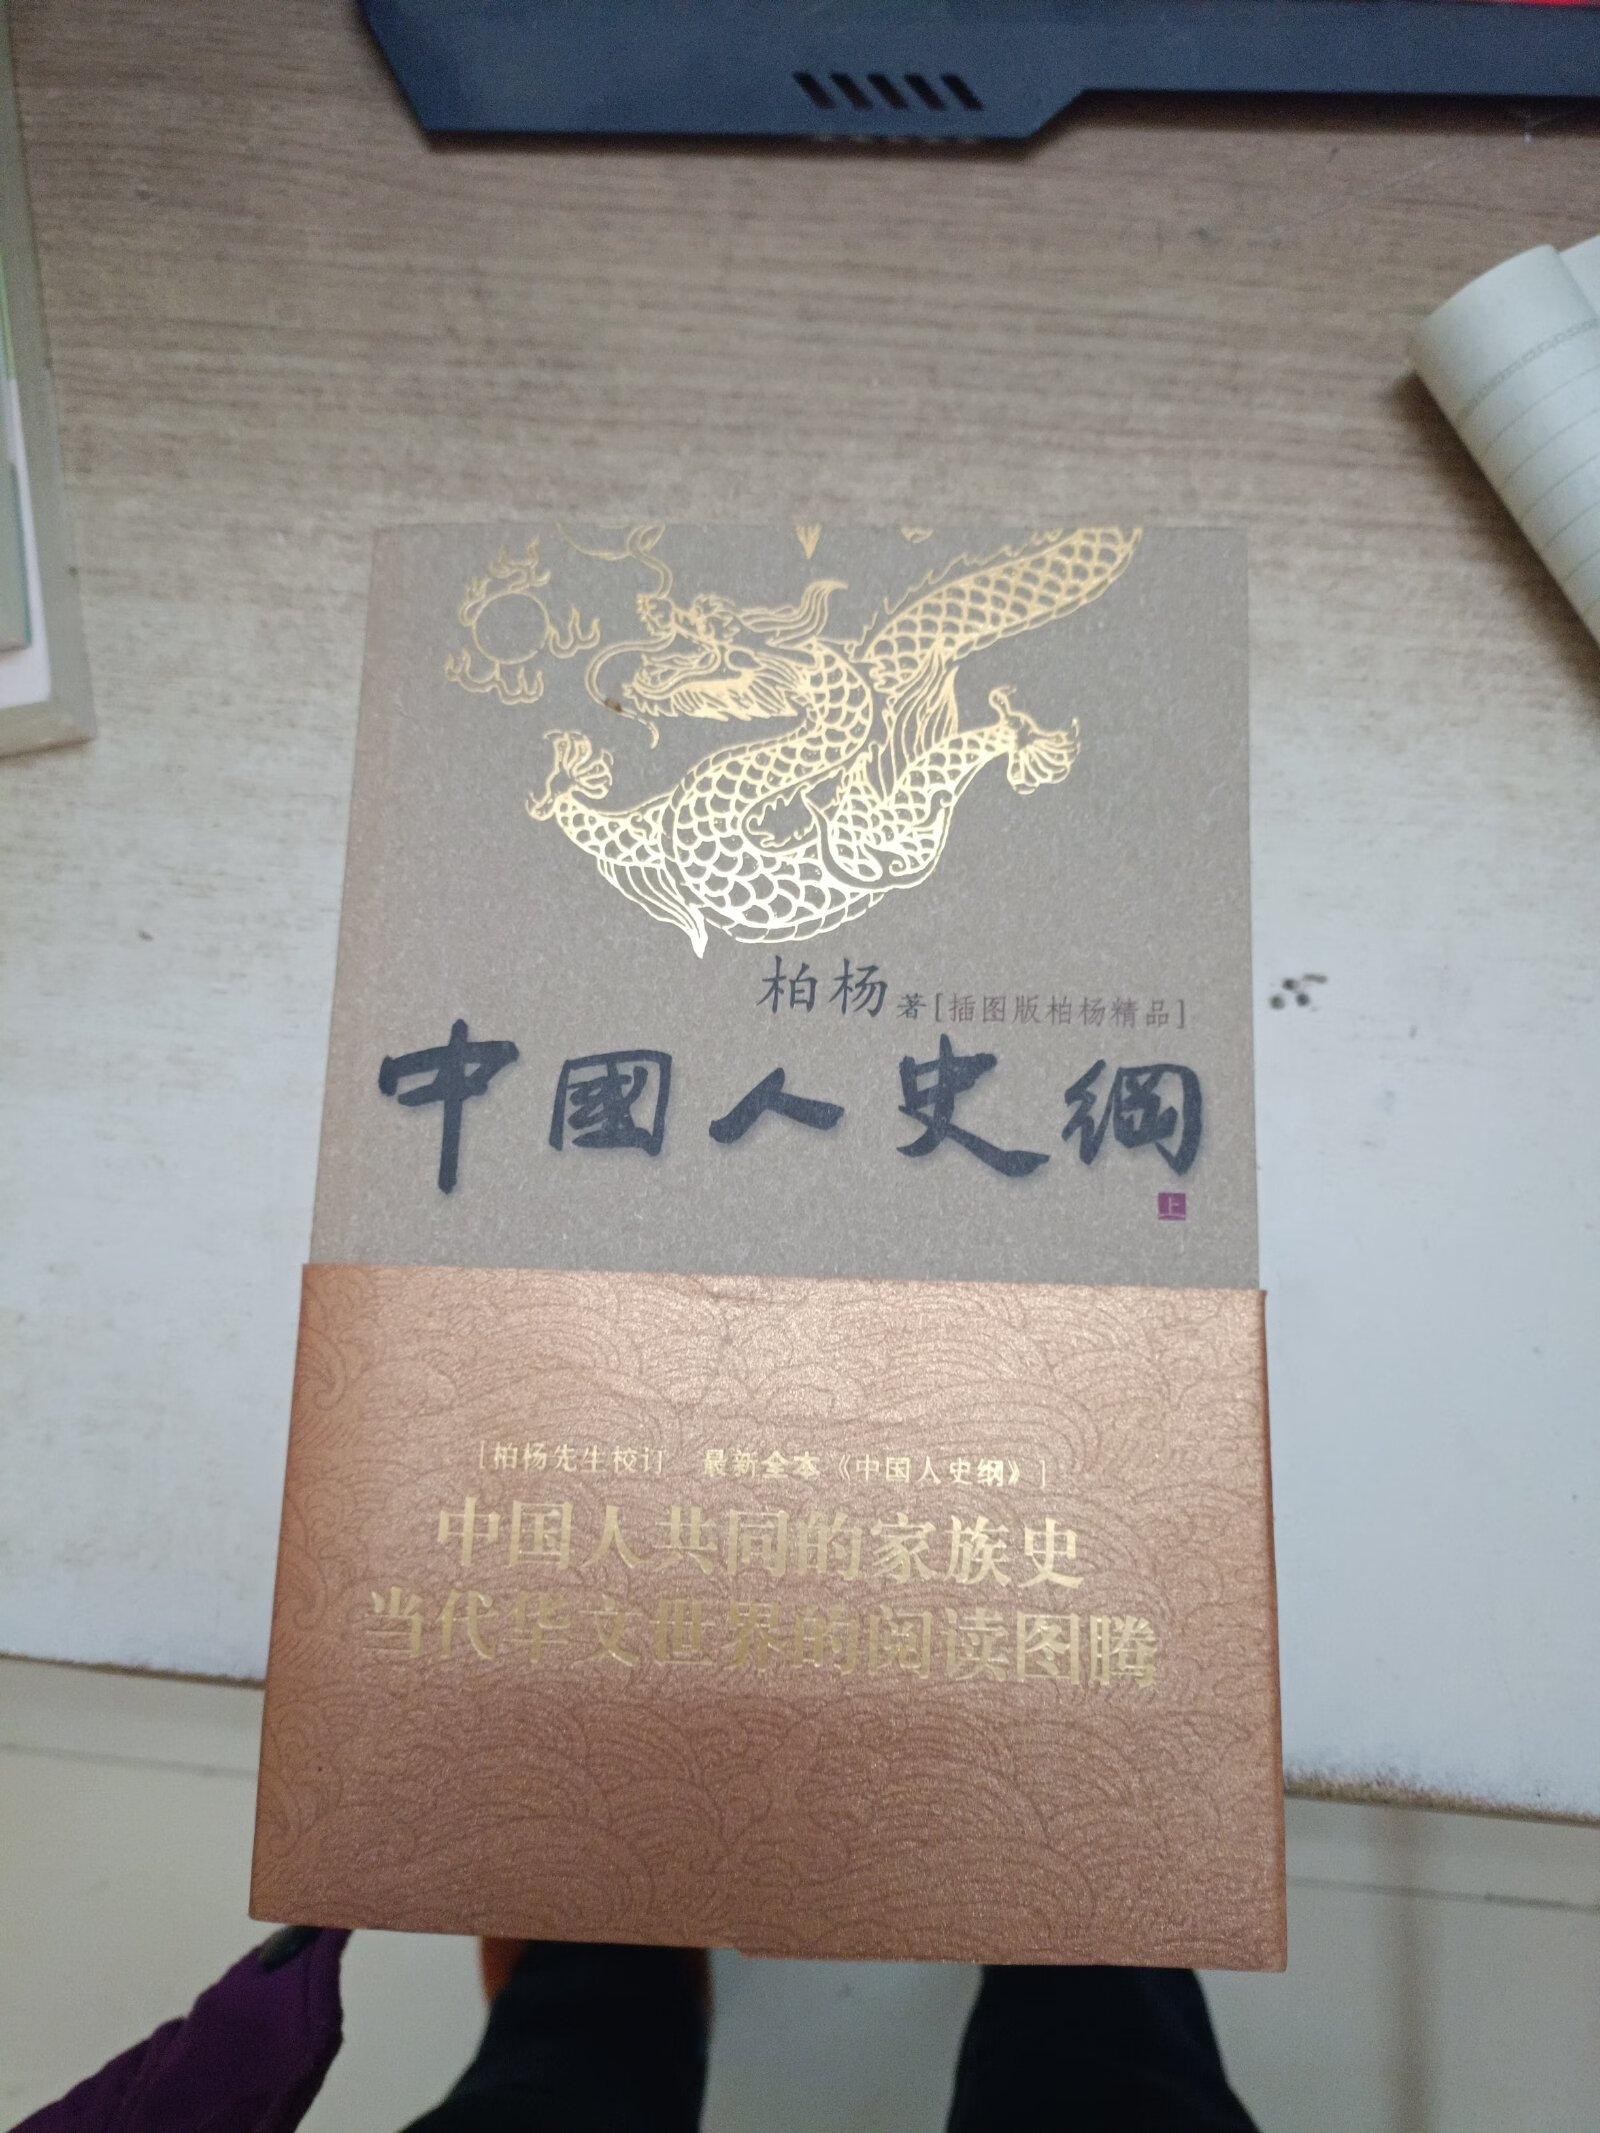 柏杨 著[插图版柏杨精品]
中國人史綱
上
[柏杨先生校订 最新全本《中国人史纲》]
中国人共同的家族史
当代华文世界的阅读图腾